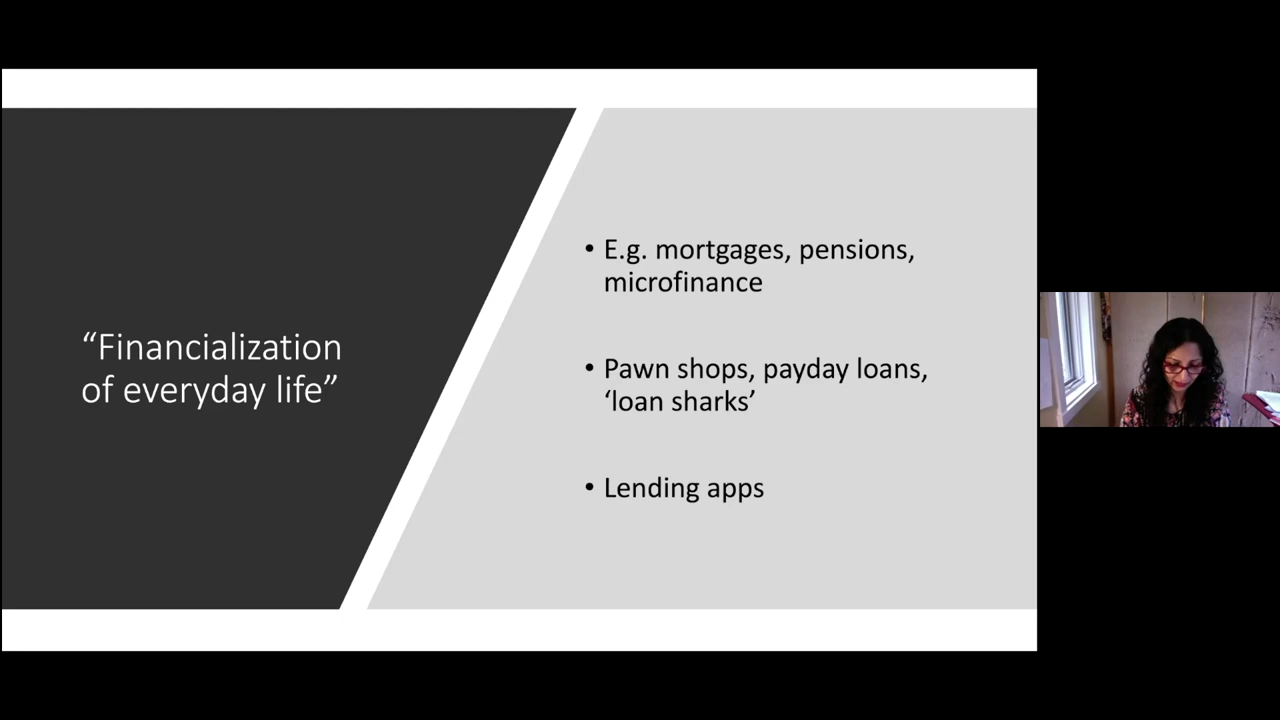 “Financialization
of everyday life”
• E.g. mortgages, pensions,
microfinance
• Pawn shops, payday loans,
‘loan sharks’
• Lending apps